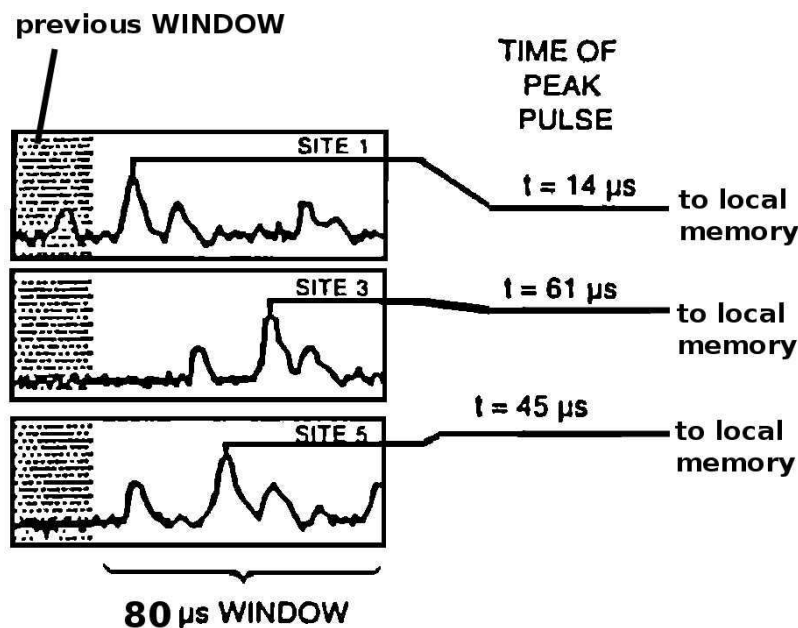 previous WINDOW
TIME OF
PEAK
PULSE
SITE 1
t = 14 µs
to local
memory
SITE 3
t = 61 µs
to local
memory
SITE 5
t = 45 µs
to local
memory
80 µs WINDOW